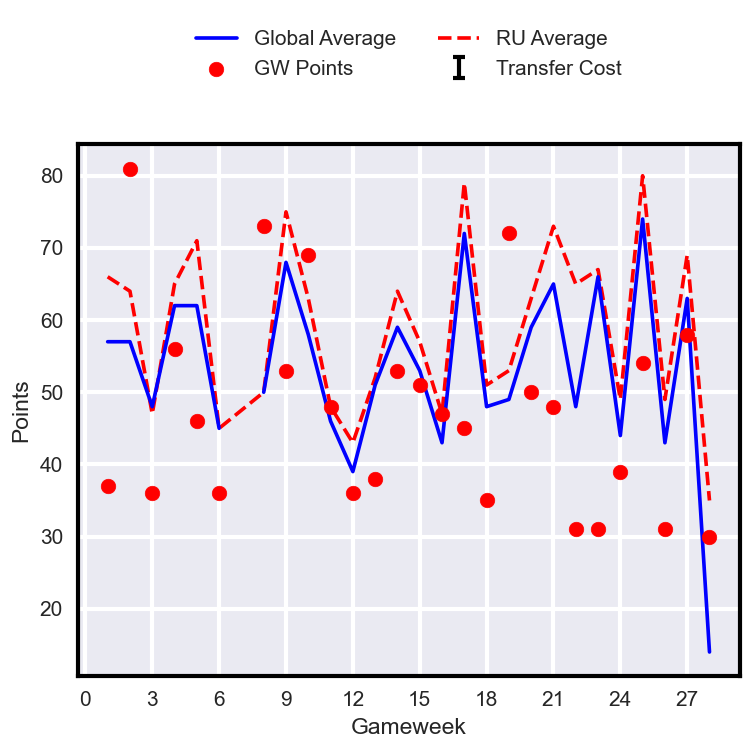 Global Average
RU Average
GW Points
Transfer Cost
80
70
60
50
40
30
20
Points
0 3 6 9 12 15 18 21 24 27
Gameweek